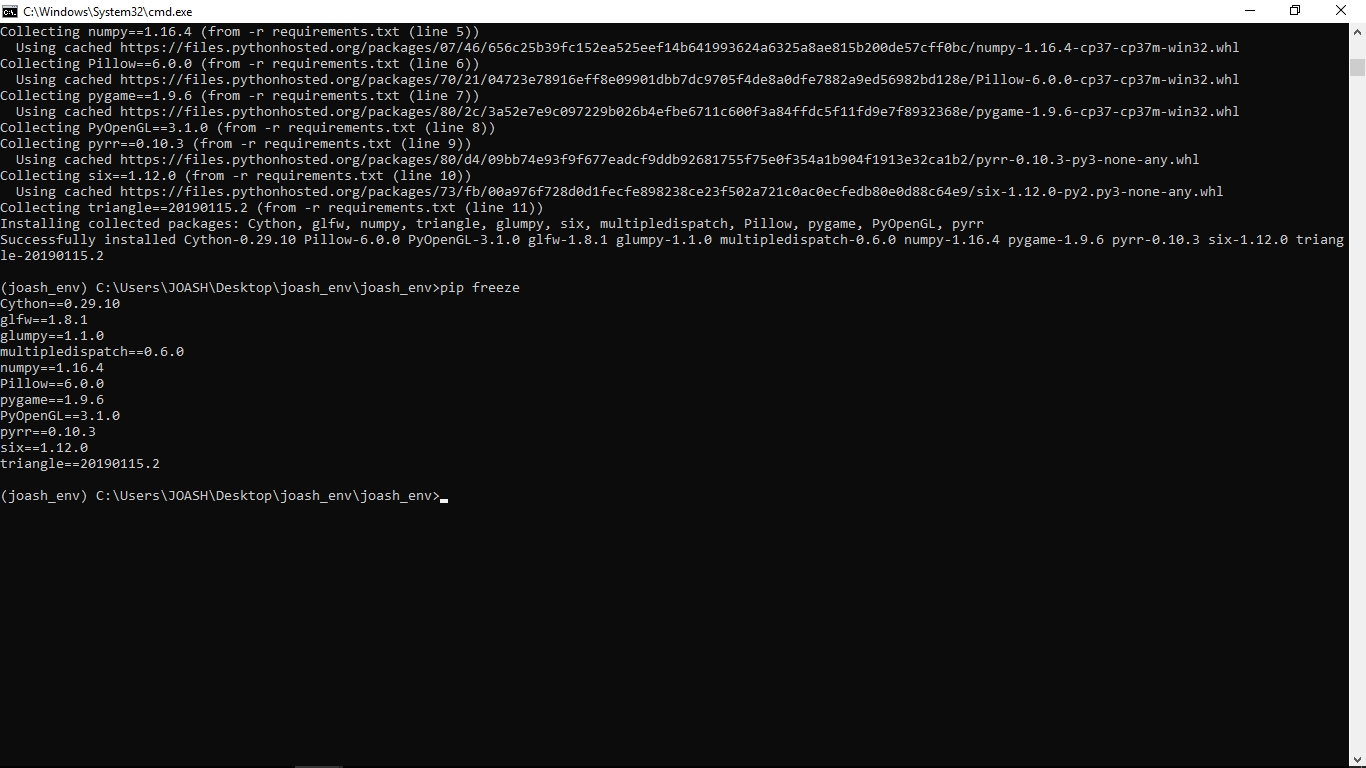 C:\Windows\System32\cmd.exe
Collecting numpy==1.16.4 (from -r requirements.txt (line 5))
  Using cached https://files.pythonhosted.org/packages/07/46/656c25b39fc152ea525eef14b641993624a6325a8ae815b200de57cff0bc/numpy-1.16.4-cp37-cp37m-win32.whl
Collecting Pillow==6.0.0 (from -r requirements.txt (line 6))
  Using cached https://files.pythonhosted.org/packages/70/21/04723e78916eff8e09901dbb7dc9705f4de8a0dfe7882a9ed56982bd128e/Pillow-6.0.0-cp37-cp37m-win32.whl
Collecting pygame==1.9.6 (from -r requirements.txt (line 7))
  Using cached https://files.pythonhosted.org/packages/80/2c/3a52e7e9c097229b026b4efbe6711c600f3a84ffdc5f11fd9e7f8932368e/pygame-1.9.6-cp37-cp37m-win32.whl
Collecting PyOpenGL==3.1.0 (from -r requirements.txt (line 8))
Collecting pyrr==0.10.3 (from -r requirements.txt (line 9))
  Using cached https://files.pythonhosted.org/packages/80/d4/09bb74e93f9f677eadcf9ddb92681755f75e0f354a1b904f1913e32ca1b2/pyrr-0.10.3-py3-none-any.whl
Collecting six==1.12.0 (from -r requirements.txt (line 10))
  Using cached https://files.pythonhosted.org/packages/73/fb/00a976f728d0d1fecfe898238ce23f502a721c0ac0ecfedb80e0d88c64e9/six-1.12.0-py2.py3-none-any.whl
Collecting triangle==20190115.2 (from -r requirements.txt (line 11))
Installing collected packages: Cython, glfw, numpy, triangle, glumpy, six, multipledispatch, Pillow, pygame, PyOpenGL, pyrr
Successfully installed Cython-0.29.10 Pillow-6.0.0 PyOpenGL-3.1.0 glfw-1.8.1 glumpy-1.1.0 multipledispatch-0.6.0 numpy-1.16.4 pygame-1.9.6 pyrr-0.10.3 six-1.12.0 triang
le-20190115.2
(joash_env) C:\Users\JOASH\Desktop\joash_env\joash_env>pip freeze
Cython==0.29.10
glfw==1.8.1
glumpy==1.1.0
multipledispatch==0.6.0
numpy==1.16.4
Pillow==6.0.0
pygame==1.9.6
PyOpenGL==3.1.0
pyrr==0.10.3
six==1.12.0
triangle==20190115.2
(joash_env) C:\Users\JOASH\Desktop\joash_env\joash_env>